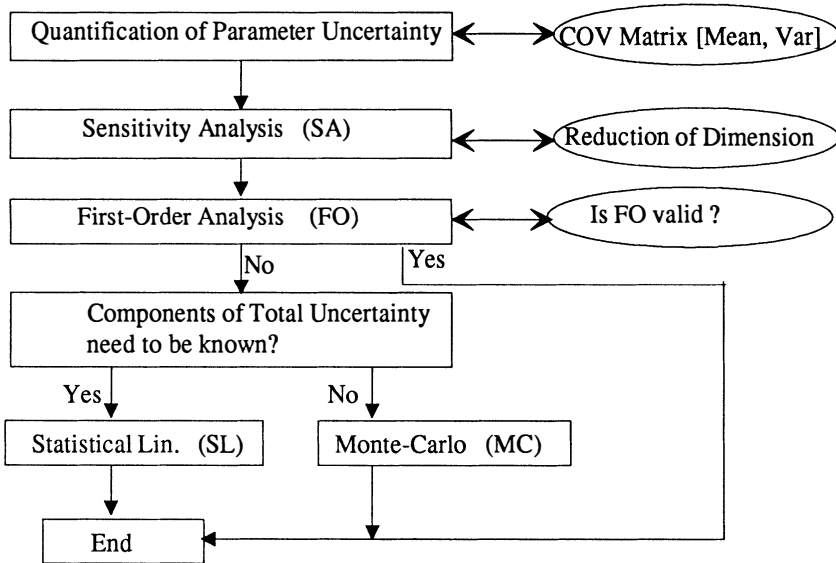 Quantification of Parameter Uncertainty
COV Matrix [Mean, Var]
Sensitivity Analysis (SA)
Reduction of Dimension
First-Order Analysis (FO)
Is FO valid ?
No
Yes
Components of Total Uncertainty
need to be known?
Yes
No
Statistical Lin. (SL)
Monte-Carlo (MC)
End